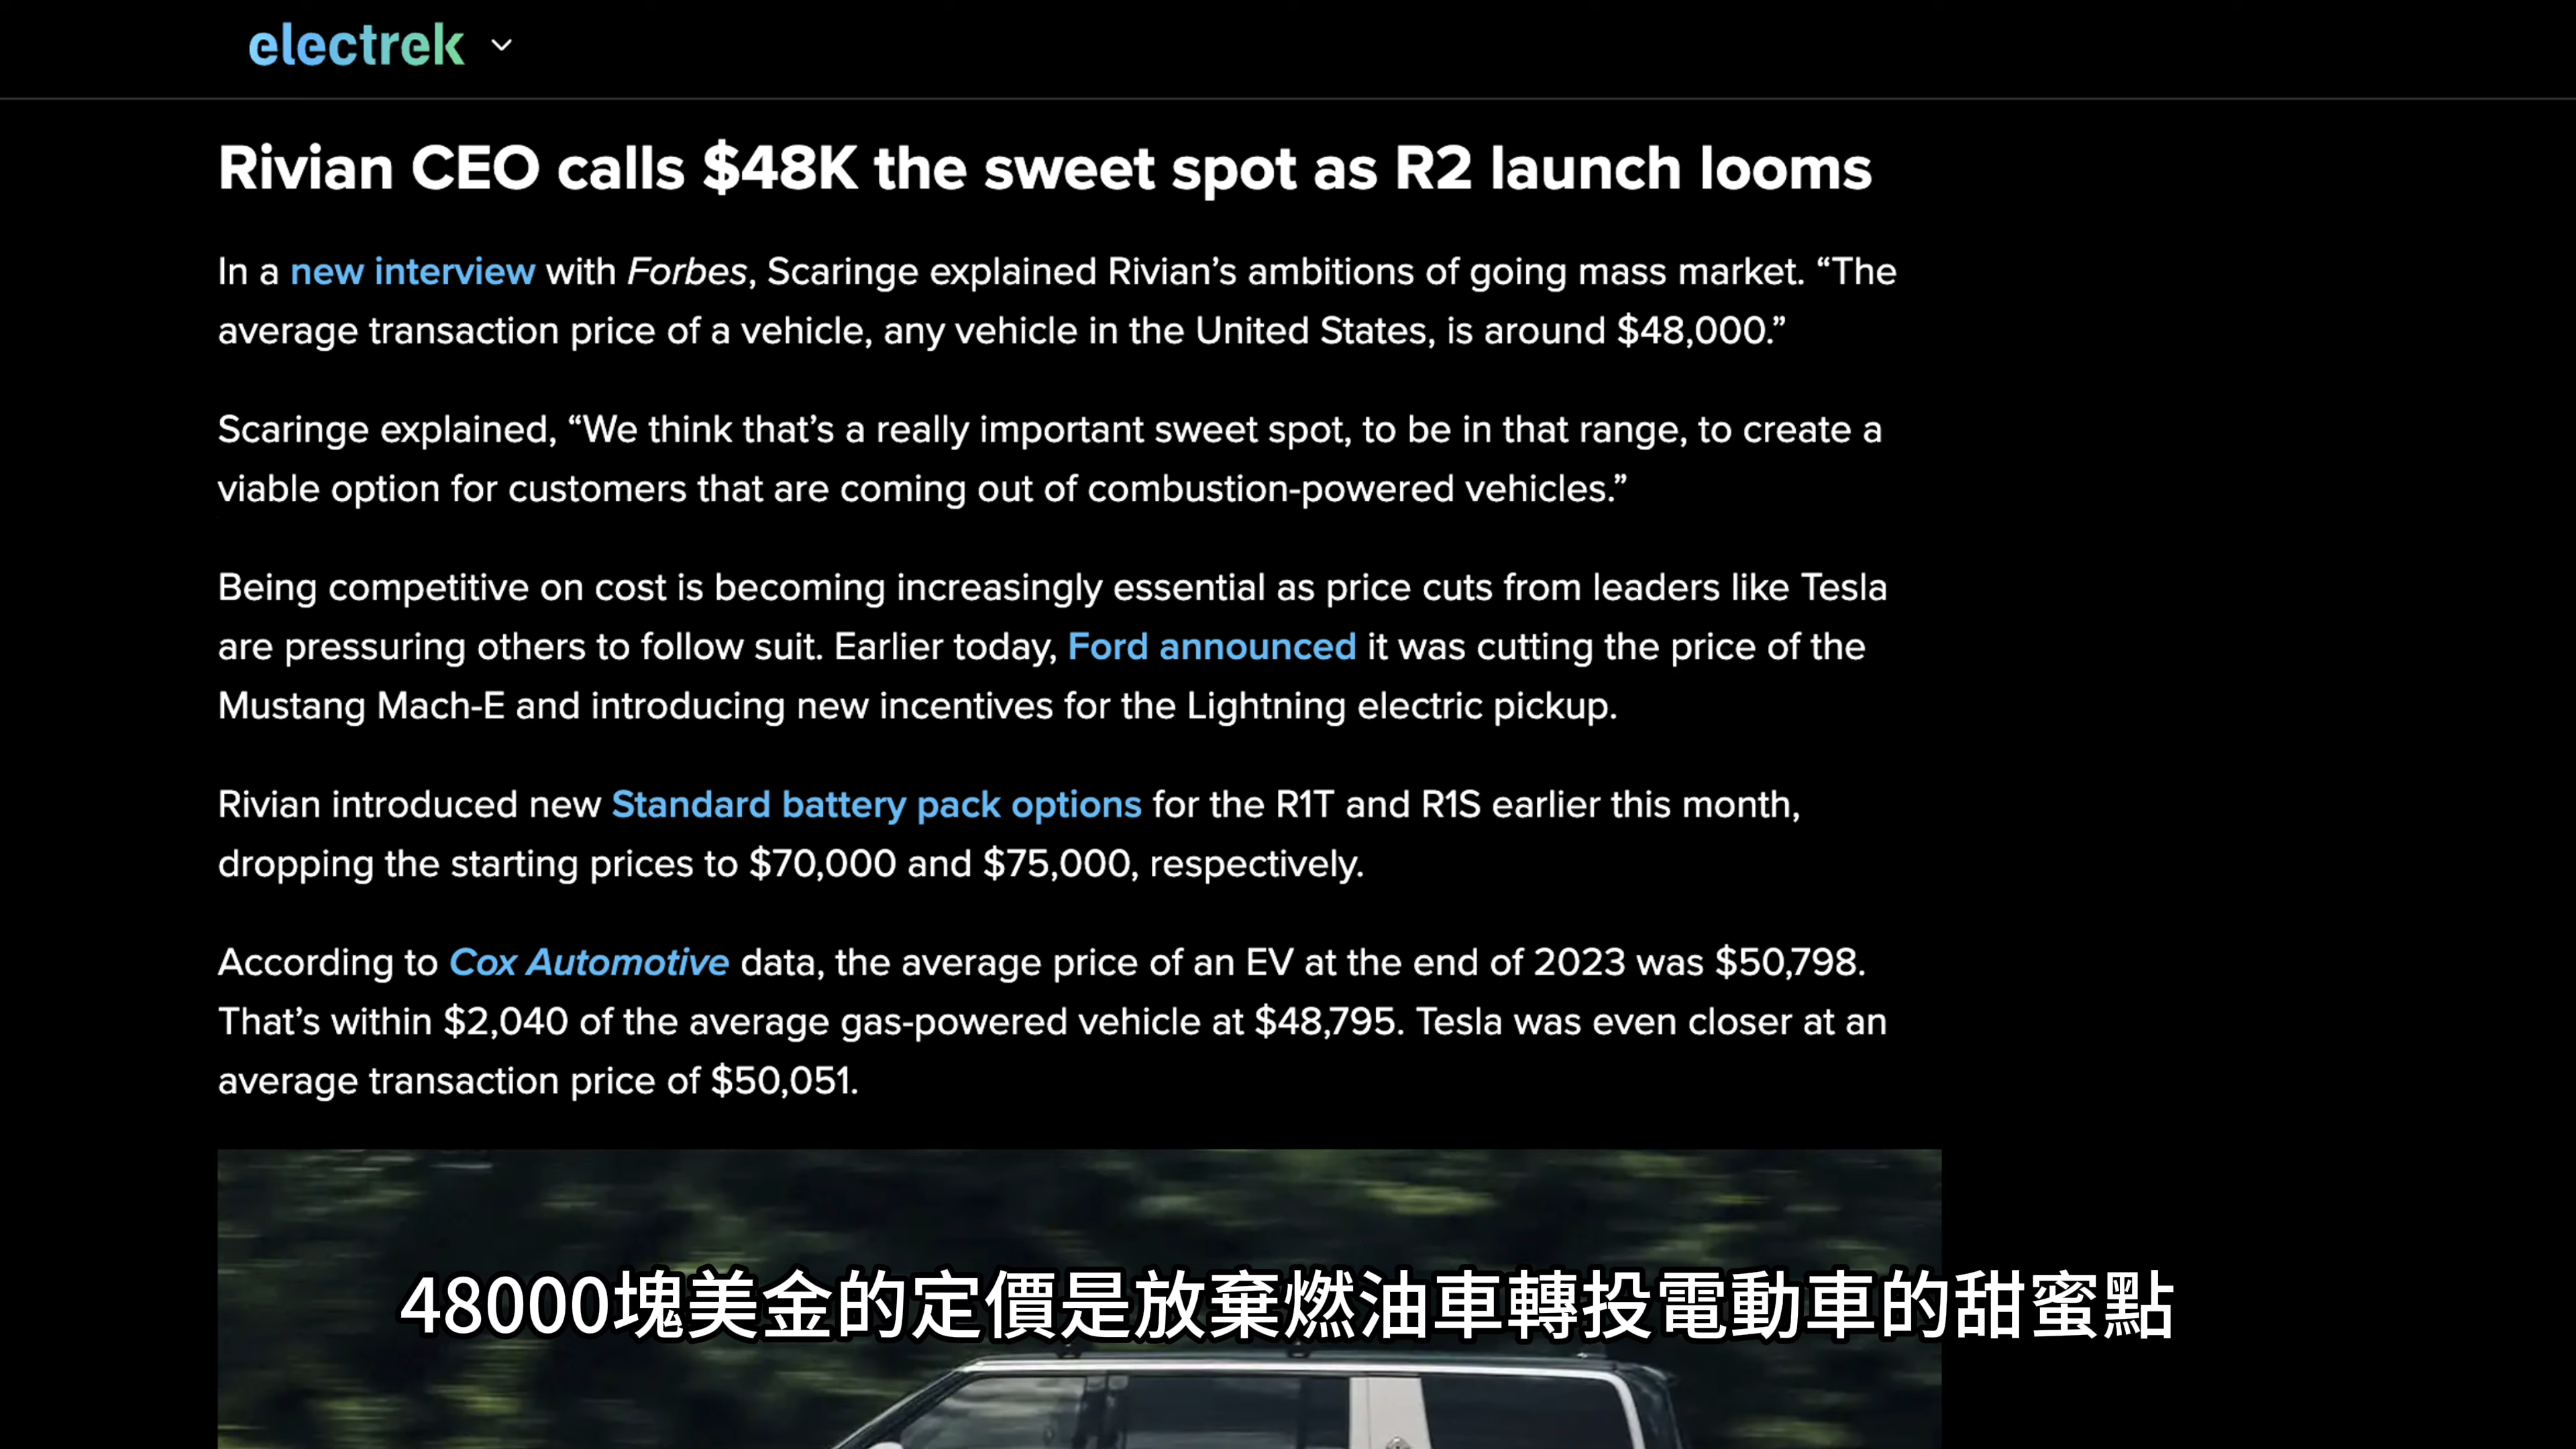 electrek
Rivian CEO calls $48K the sweet spot as R2 launch looms
In a new interview with Forbes, Scaringe explained Rivian’s ambitions of going mass market. “The
average transaction price of a vehicle, any vehicle in the United States, is around $48,000.”
Scaringe explained, “We think that’s a really important sweet spot, to be in that range, to create a
viable option for customers that are coming out of combustion-powered vehicles.”
Being competitive on cost is becoming increasingly essential as price cuts from leaders like Tesla
are pressuring others to follow suit. Earlier today, Ford announced it was cutting the price of the
Mustang Mach-E and introducing new incentives for the Lightning electric pickup.
Rivian introduced new Standard battery pack options for the R1T and R1S earlier this month,
dropping the starting prices to $70,000 and $75,000, respectively.
According to Cox Automotive data, the average price of an EV at the end of 2023 was $50,798.
That’s within $2,040 of the average gas-powered vehicle at $48,795. Tesla was even closer at an
average transaction price of $50,051.
48000塊美金的定價是放棄燃油車轉投電動車的甜蜜點